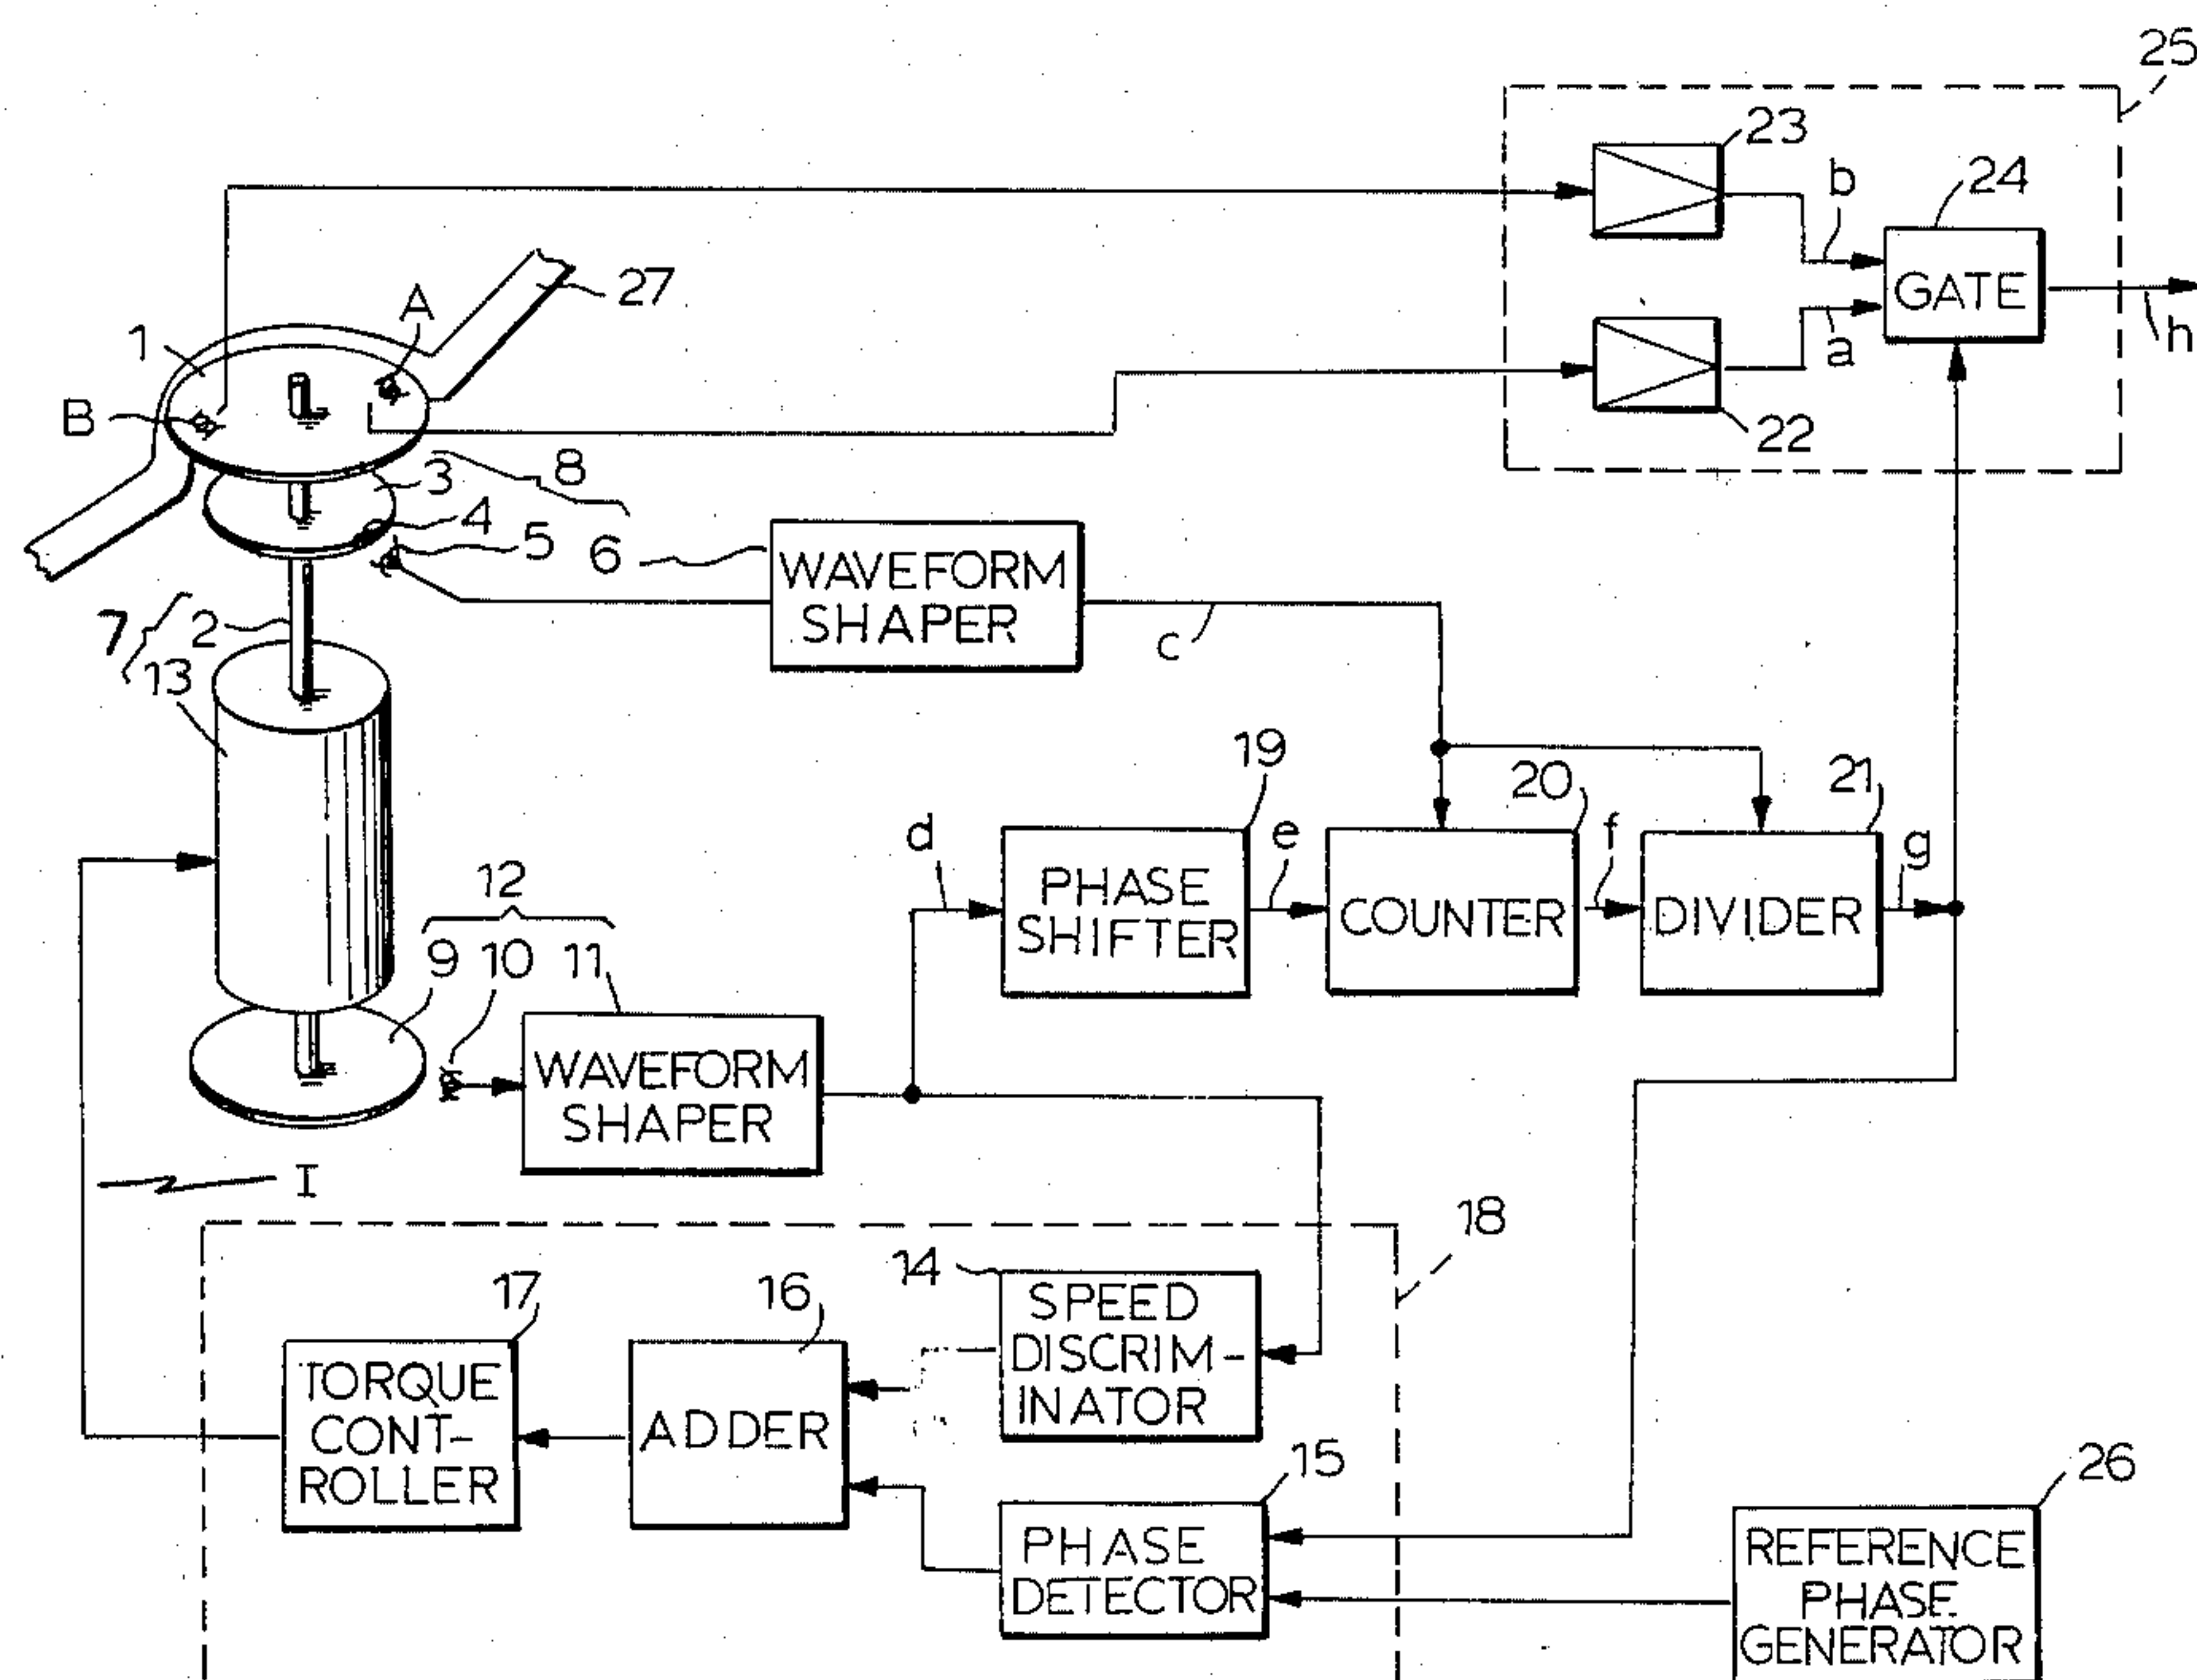 25
23
b
24
GATE
27
A
1
a
h
B
22
3
8
4
5
6
WAVEFORM
SHAPER
c
7
2
13
19
20
21
d
e
f
g
PHASE
SHIFTER
COUNTER
DIVIDER
12
9
10
11
WAVEFORM
SHAPER
I
18
14
SPEED
DISCRIM-
INATOR
17
16
TORQUE
CONT-
ROLLER
ADDER
15
PHASE
DETECTOR
26
REFERENCE
PHASE
GENERATOR